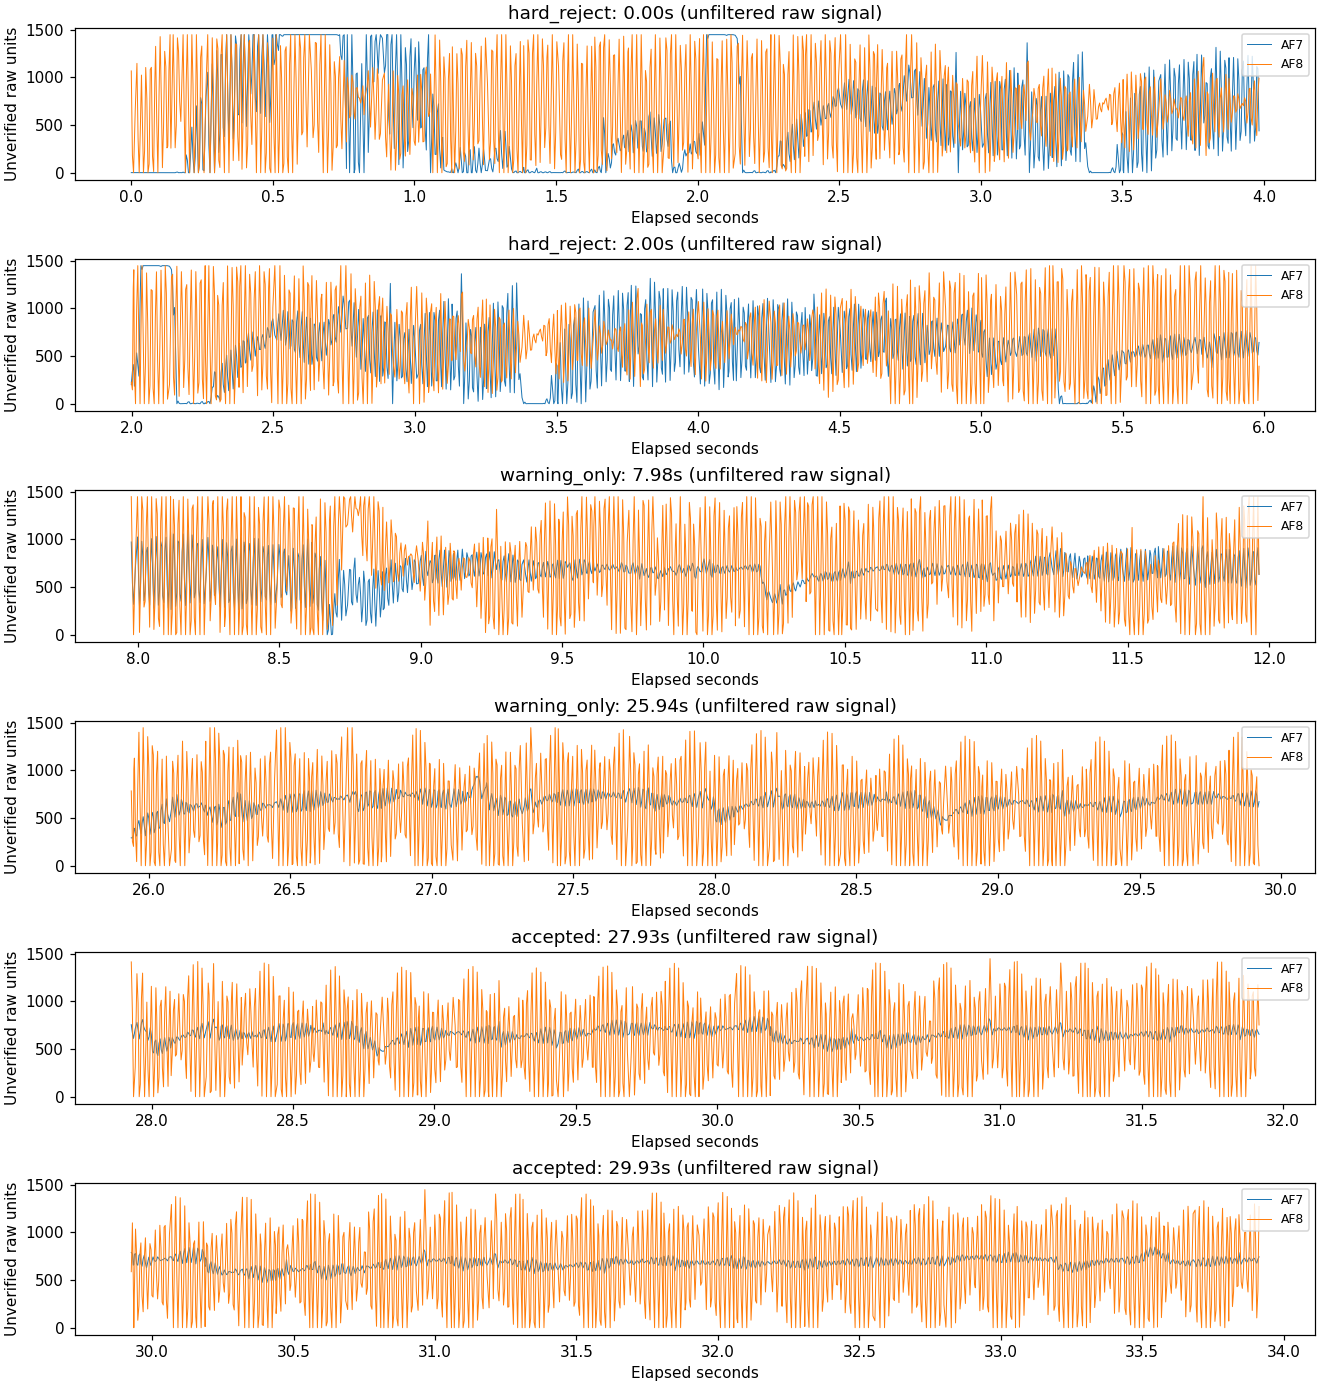 hard_reject: 0.00s (unfiltered raw signal)
Unverified raw units
1500
1000
500
0
AF7
AF8
0.0 0.5 1.0 1.5 2.0 2.5 3.0 3.5 4.0
Elapsed seconds
hard_reject: 2.00s (unfiltered raw signal)
Unverified raw units
1500
1000
500
0
AF7
AF8
2.0 2.5 3.0 3.5 4.0 4.5 5.0 5.5 6.0
Elapsed seconds
warning_only: 7.98s (unfiltered raw signal)
Unverified raw units
1500
1000
500
0
AF7
AF8
8.0 8.5 9.0 9.5 10.0 10.5 11.0 11.5 12.0
Elapsed seconds
warning_only: 25.94s (unfiltered raw signal)
Unverified raw units
1500
1000
500
0
AF7
AF8
26.0 26.5 27.0 27.5 28.0 28.5 29.0 29.5 30.0
Elapsed seconds
accepted: 27.93s (unfiltered raw signal)
Unverified raw units
1500
1000
500
0
AF7
AF8
28.0 28.5 29.0 29.5 30.0 30.5 31.0 31.5 32.0
Elapsed seconds
accepted: 29.93s (unfiltered raw signal)
Unverified raw units
1500
1000
500
0
AF7
AF8
30.0 30.5 31.0 31.5 32.0 32.5 33.0 33.5 34.0
Elapsed seconds